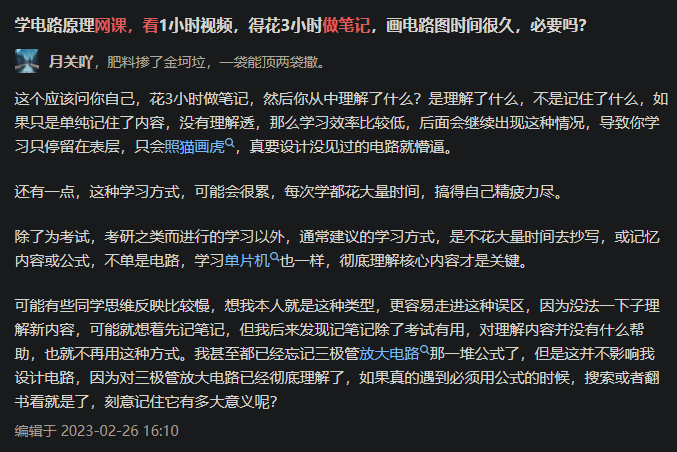 学电路原理网课，看1小时视频，得花3小时做笔记，画电路图时间很久，必要吗？
月关吖，肥料掺了金坷垃，一袋能顶两袋撒。
这个应该问你自己，花3小时做笔记，然后你从中理解了什么？是理解了什么，不是记住了什么，如
果只是单纯记住了内容，没有理解透，那么学习效率比较低，后面会继续出现这种情况，导致你学
习只停留在表层，只会照猫画虎，真要设计没见过的电路就懵逼。
还有一点，这种学习方式，可能会很累，每次学都花大量时间，搞得自己精疲力尽。
除了为考试，考研之类而进行的学习以外，通常建议的学习方式，是不花大量时间去抄写，或记忆
内容或公式，不单是电路，学习单片机也一样，彻底理解核心内容才是关键。
可能有些同学思维反映比较慢，想我本人就是这种类型，更容易走进这种误区，因为没法一下子理
解新内容，可能就想着先记笔记，但我后来发现记笔记除了考试有用，对理解内容并没有什么帮
助，也就不再用这种方式。我甚至都已经忘记三极管放大电路那一堆公式了，但是这并不影响我
设计电路，因为对三极管放大电路已经彻底理解了，如果真的遇到必须用公式的时候，搜索或者翻
书看就是了，刻意记住它有多大意义呢？
编辑于 2023-02-26 16:10